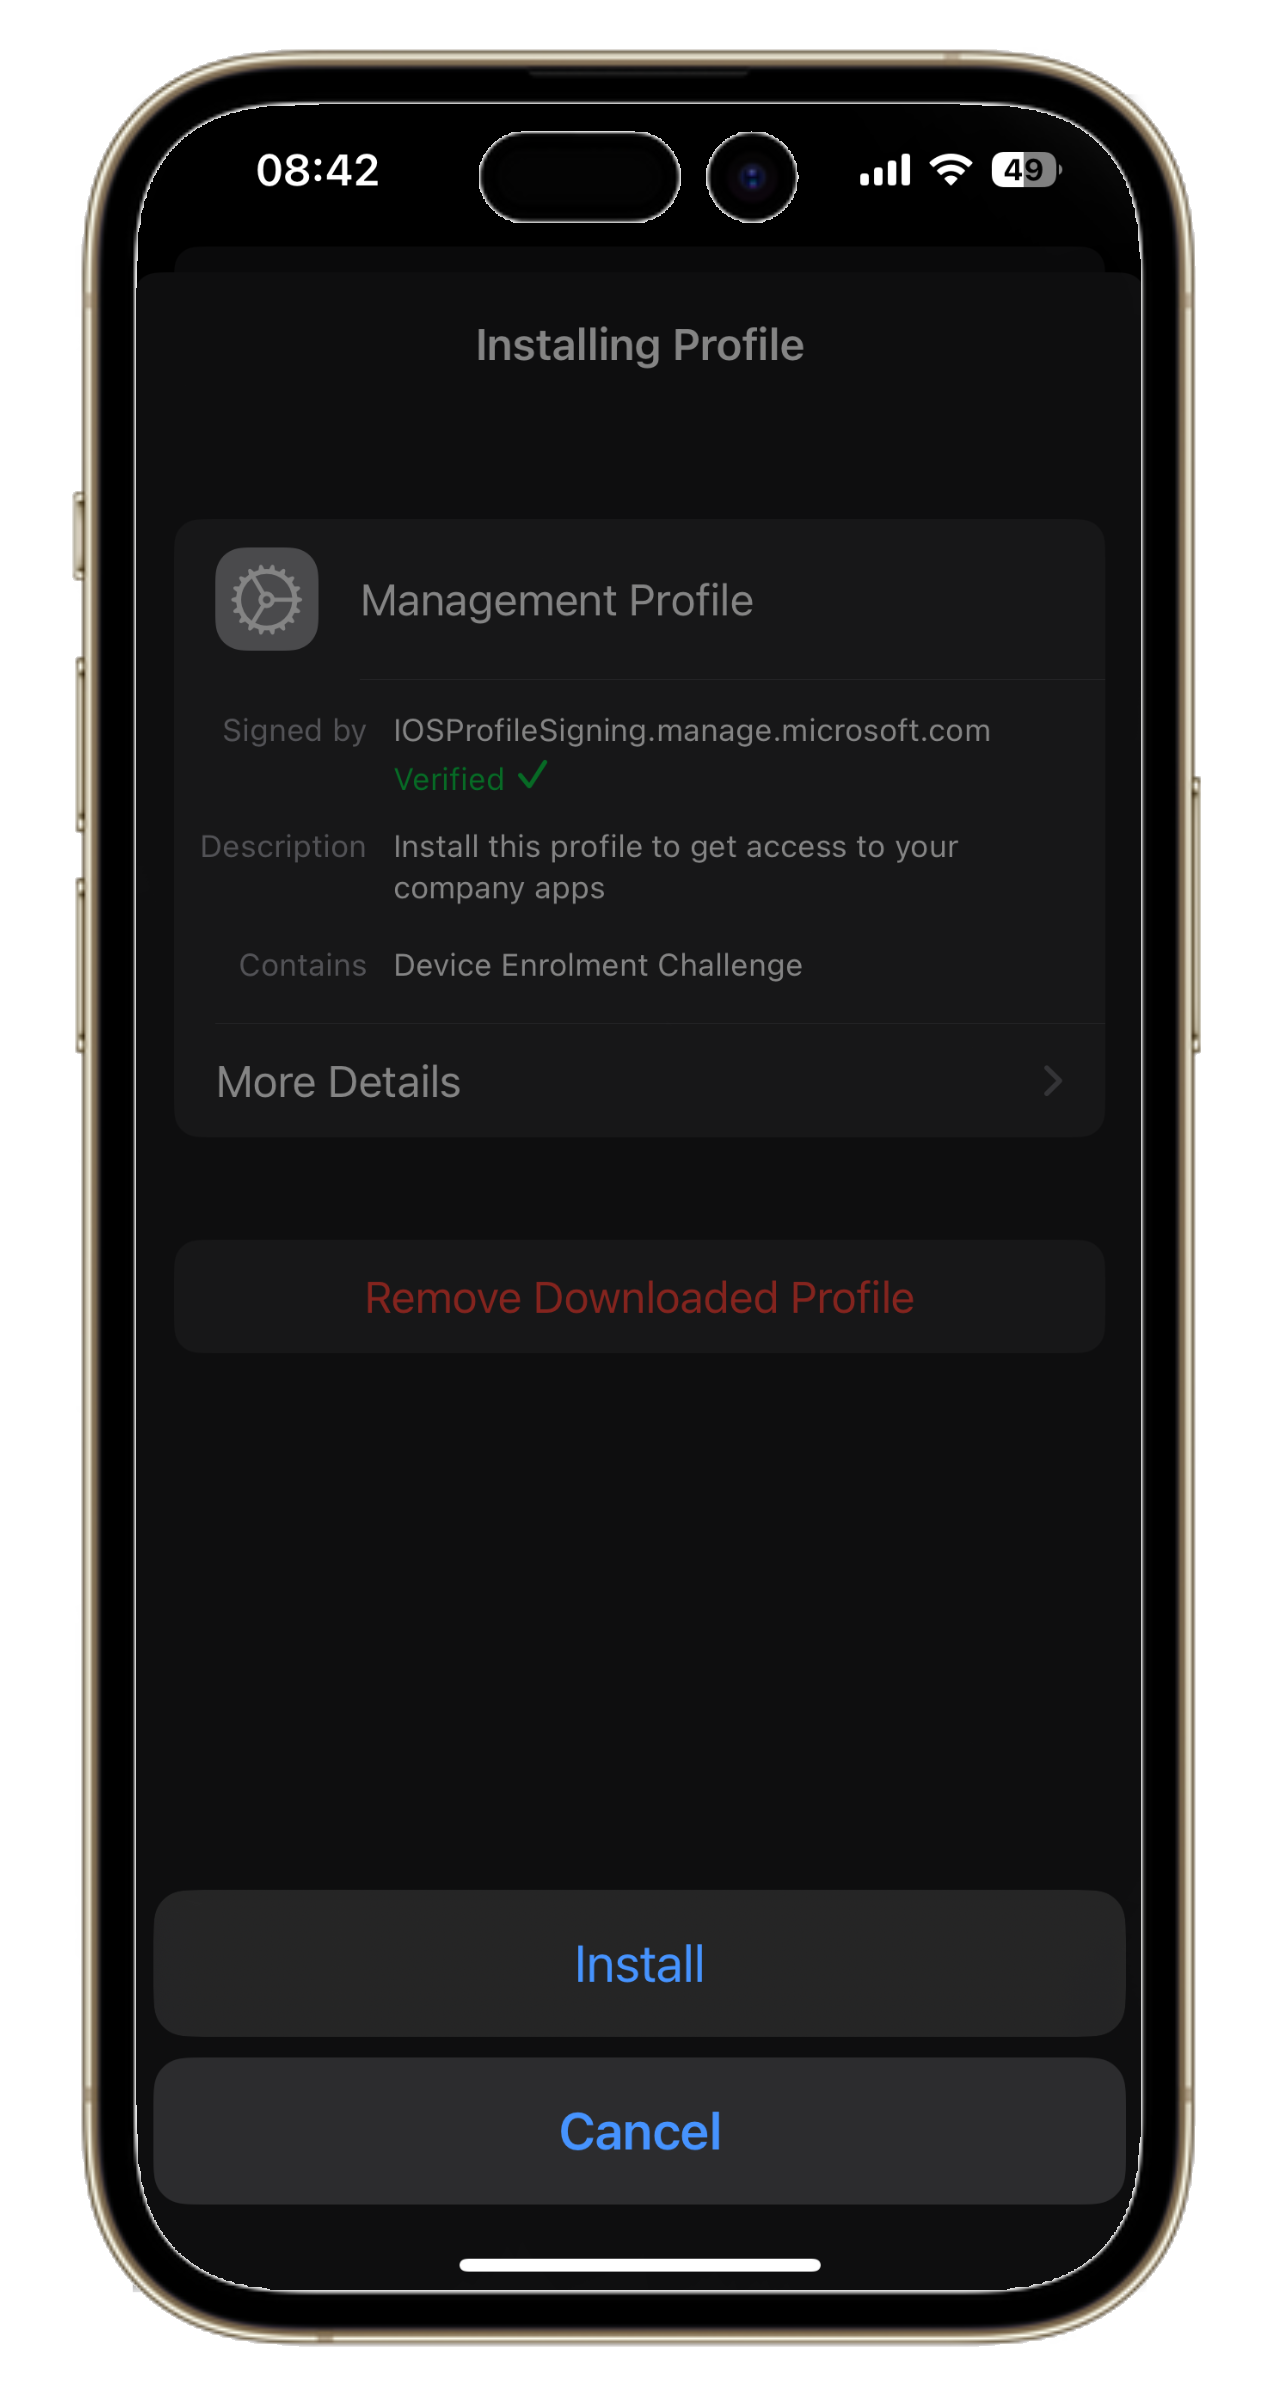 08:42
49
Installing Profile
Management Profile
Signed by IOSProfileSigning.manage.microsoft.com
Verified ✓
Description Install this profile to get access to your
company apps
Contains Device Enrolment Challenge
More Details
Remove Downloaded Profile
Install
Cancel